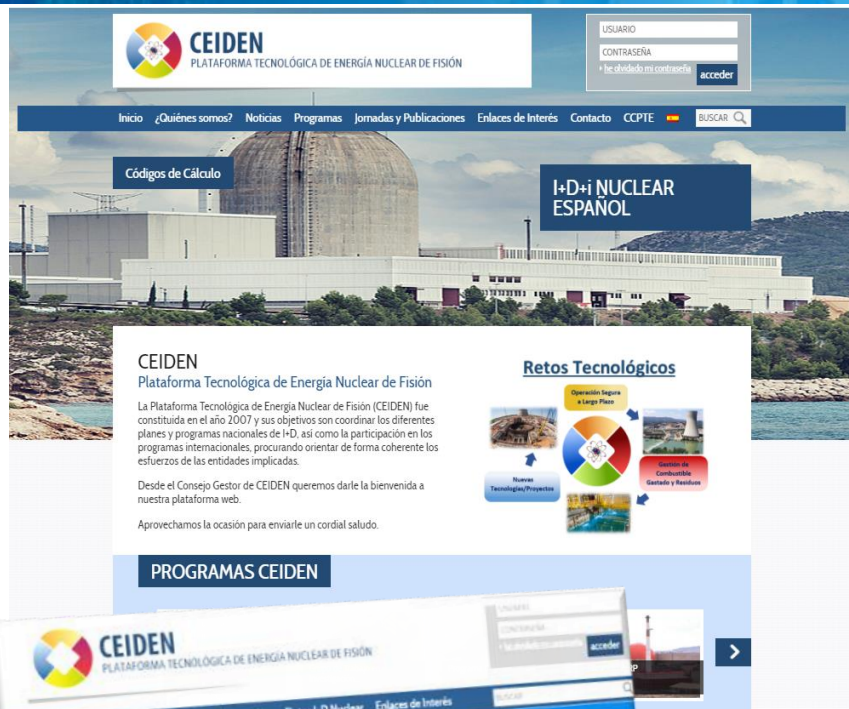 CEIDEN
PLATAFORMA TECNOLÓGICA DE ENERGÍA NUCLEAR DE FISIÓN
USUARIO
CONTRASEÑA
he olvidado mi contraseña
acceder
Inicio ¿Quiénes somos? Noticias Programas Jornadas y Publicaciones Enlaces de Interés Contacto CCPTE BUSCAR
Códigos de Cálculo
I+D+i NUCLEAR
ESPAÑOL
CEIDEN
Plataforma Tecnológica de Energía Nuclear de Fisión
La Plataforma Tecnológica de Energía Nuclear de Fisión (CEIDEN) fue
constituida en el año 2007 y sus objetivos son coordinar los diferentes
planes y programas nacionales de I+D, así como la participación en los
programas internacionales, procurando orientar de forma coherente los
esfuerzos de las entidades implicadas.
Desde el Consejo Gestor de CEIDEN queremos darle la bienvenida a
nuestra plataforma web.
Aprovechamos la ocasión para enviarle un cordial saludo.
Retos Tecnológicos
Operación Segura
a Largo Plazo
Gestión de
Combustible
Gastado y Residuos
Nuevas
Tecnologías/Proyectos
PROGRAMAS CEIDEN
CEIDEN
PLATAFORMA TECNOLÓGICA DE ENERGÍA NUCLEAR DE FISIÓN
USUARIO
CONTRASEÑA
acceder
Nuclear Enlaces de Interés
BUSCAR